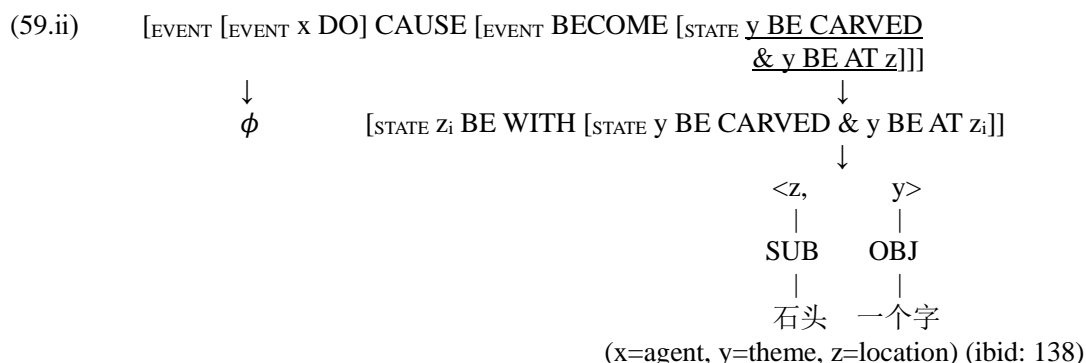 (59.ii) [EVENT [EVENT x DO] CAUSE [EVENT BECOME [STATE y BE CARVED
& y BE AT z]]]
↓ ↓
ϕ [STATE zi BE WITH [STATE y BE CARVED & y BE AT zi]]
↓
<z, y>
| |
SUB OBJ
| |
石头 一个字
(x=agent, y=theme, z=location) (ibid: 138)